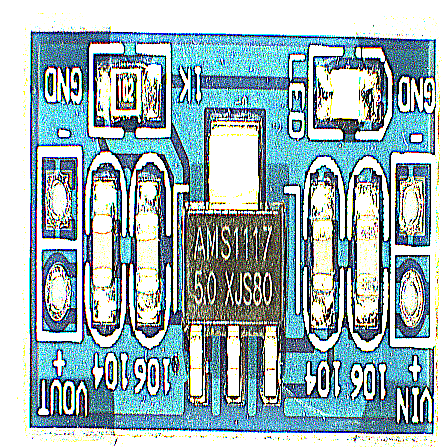 GND 1K LED GND
-
-
AMS1117
5.0 XJS80
+ 104 106 104 106 +
VOUT VIN